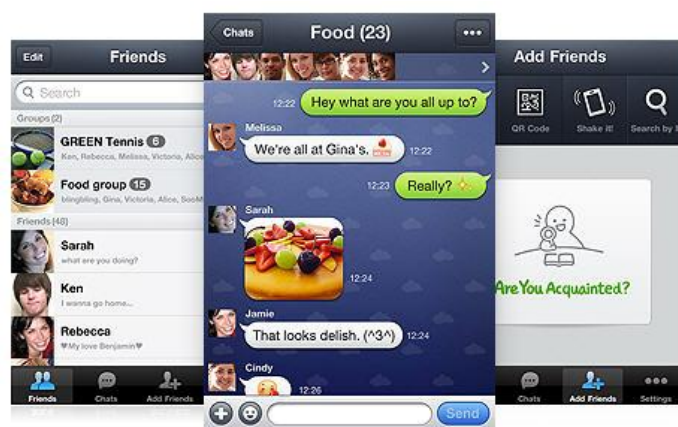 Edit
Friends
Search
Groups (2)
GREEN Tennis 6
Ken, Rebecca, Melissa, Victoria, Alice
Food group 15
blingbling, Gina, Victoria, Alice, SooM
Friends (48)
Sarah
what are you doing?
Ken
I wanna go home...
Rebecca
♥My love Benjamin♥
Friends
Chats
Add Friends
Chats
Food (23)
12:22
Hey what are you all up to?
Melissa
We're all at Gina's. 🍰
12:22
12:23
Really? ✨
Sarah
12:24
Jamie
That looks delish. (^3^)
12:24
Cindy
12:26
Send
Add Friends
QR Code
Shake it!
Search by
Are You Acquainted?
Chats
Add Friends
Settings